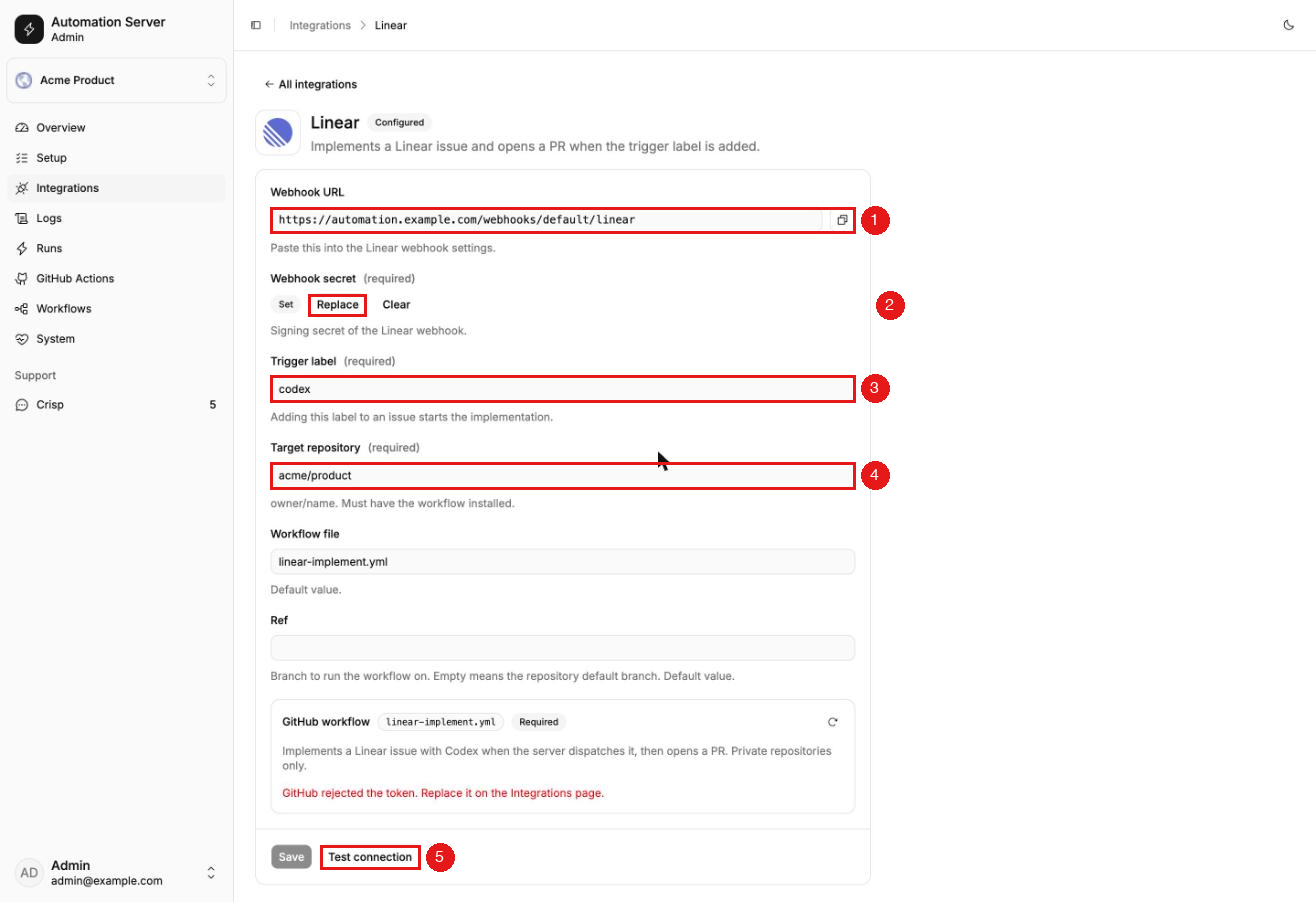 Automation Server
Admin
Acme Product
Overview
Setup
Integrations
Logs
Runs
GitHub Actions
Workflows
System
Support
Crisp 5
AD
Admin
admin@example.com
Integrations > Linear
← All integrations
Linear Configured
Implements a Linear issue and opens a PR when the trigger label is added.
Webhook URL
https://automation.example.com/webhooks/default/linear 1
Paste this into the Linear webhook settings.
Webhook secret (required)
Set Replace Clear 2
Signing secret of the Linear webhook.
Trigger label (required)
codex 3
Adding this label to an issue starts the implementation.
Target repository (required)
acme/product 4
owner/name. Must have the workflow installed.
Workflow file
linear-implement.yml
Default value.
Ref
Branch to run the workflow on. Empty means the repository default branch. Default value.
GitHub workflow linear-implement.yml Required
Implements a Linear issue with Codex when the server dispatches it, then opens a PR. Private repositories
only.
GitHub rejected the token. Replace it on the Integrations page.
Save Test connection 5